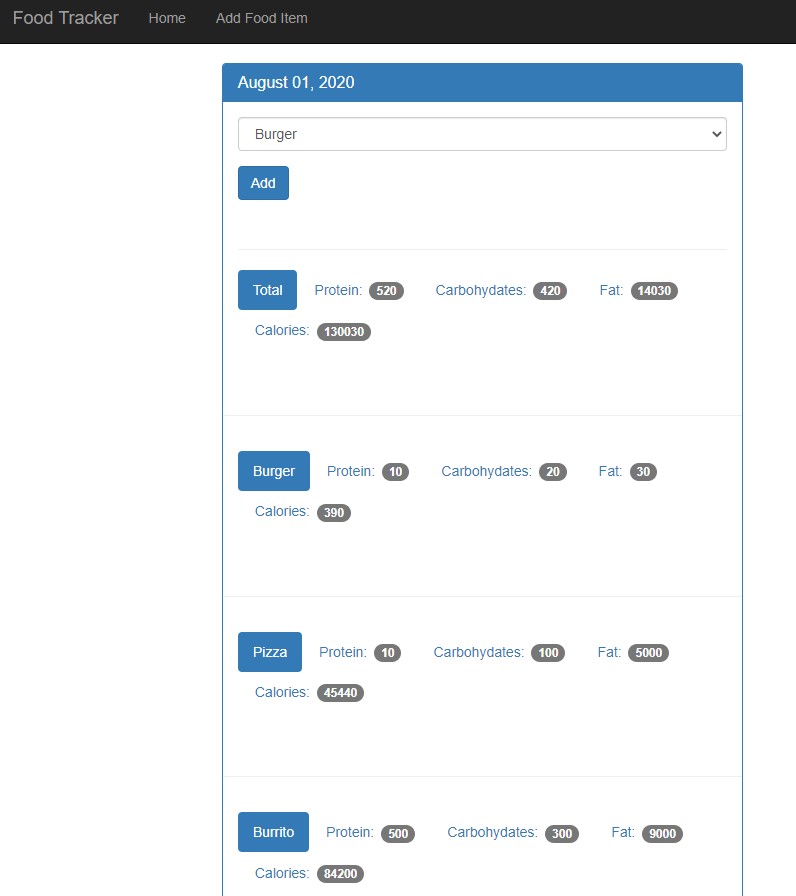 Food Tracker Home Add Food Item
August 01, 2020
Burger
Add
Total Protein: 520 Carbohydates: 420 Fat: 14030
Calories: 130030
Burger Protein: 10 Carbohydates: 20 Fat: 30
Calories: 390
Pizza Protein: 10 Carbohydates: 100 Fat: 5000
Calories: 45440
Burrito Protein: 500 Carbohydates: 300 Fat: 9000
Calories: 84200